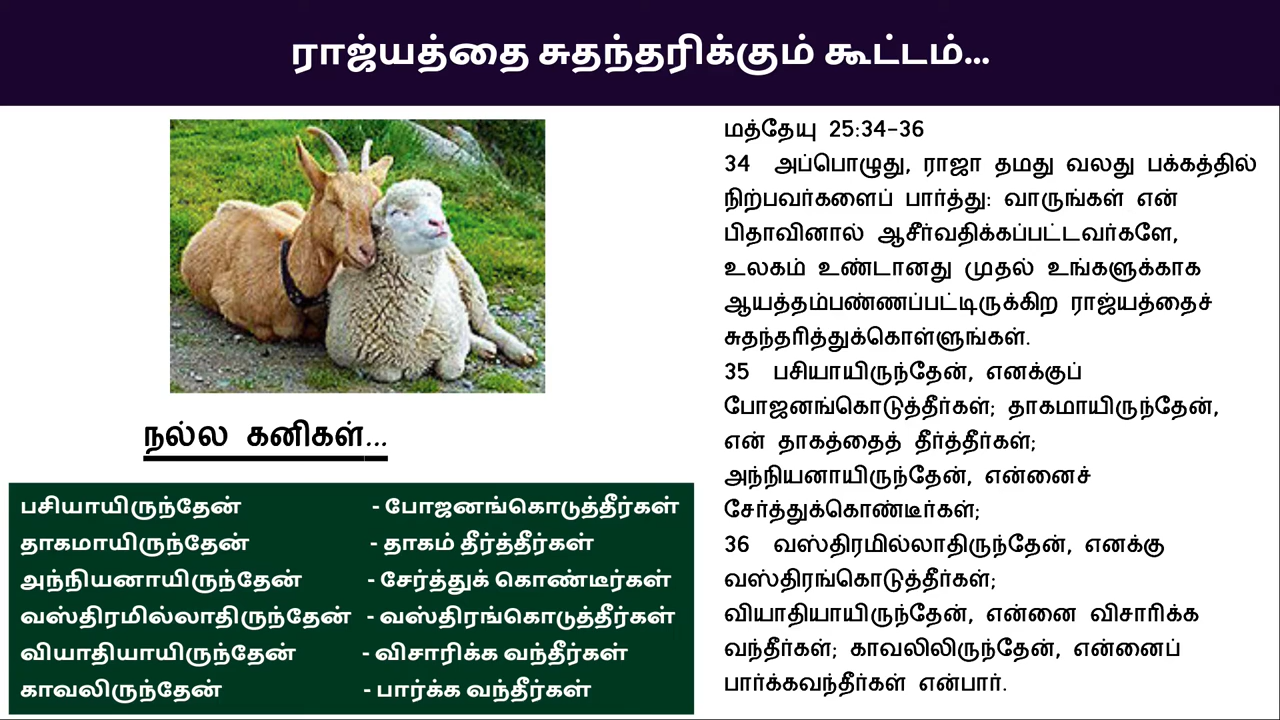 ராஜ்யத்தை சுதந்தரிக்கும் கூட்டம்...
நல்ல கனிகள்...
பசியாயிருந்தேன் - போஜனங்கொடுத்தீர்கள்
தாகமாயிருந்தேன் - தாகம் தீர்த்தீர்கள்
அந்நியனாயிருந்தேன் - சேர்த்துக் கொண்டீர்கள்
வஸ்திரமில்லாதிருந்தேன் - வஸ்திரங்கொடுத்தீர்கள்
வியாதியாயிருந்தேன் - விசாரிக்க வந்தீர்கள்
காவலிருந்தேன் - பார்க்க வந்தீர்கள்
மத்தேயு 25:34-36
34 அப்பொழுது, ராஜா தமது வலது பக்கத்தில்
நிற்பவர்களைப் பார்த்து: வாருங்கள் என்
பிதாவினால் ஆசீர்வதிக்கப்பட்டவர்களே,
உலகம் உண்டானது முதல் உங்களுக்காக
ஆயத்தம்பண்ணப்பட்டிருக்கிற ராஜ்யத்தைச்
சுதந்தரித்துக்கொள்ளுங்கள்.
35 பசியாயிருந்தேன், எனக்குப்
போஜனங்கொடுத்தீர்கள்; தாகமாயிருந்தேன்,
என் தாகத்தைத் தீர்த்தீர்கள்;
அந்நியனாயிருந்தேன், என்னைச்
சேர்த்துக்கொண்டீர்கள்;
36 வஸ்திரமில்லாதிருந்தேன், எனக்கு
வஸ்திரங்கொடுத்தீர்கள்;
வியாதியாயிருந்தேன், என்னை விசாரிக்க
வந்தீர்கள்; காவலிலிருந்தேன், என்னைப்
பார்க்கவந்தீர்கள் என்பார்.